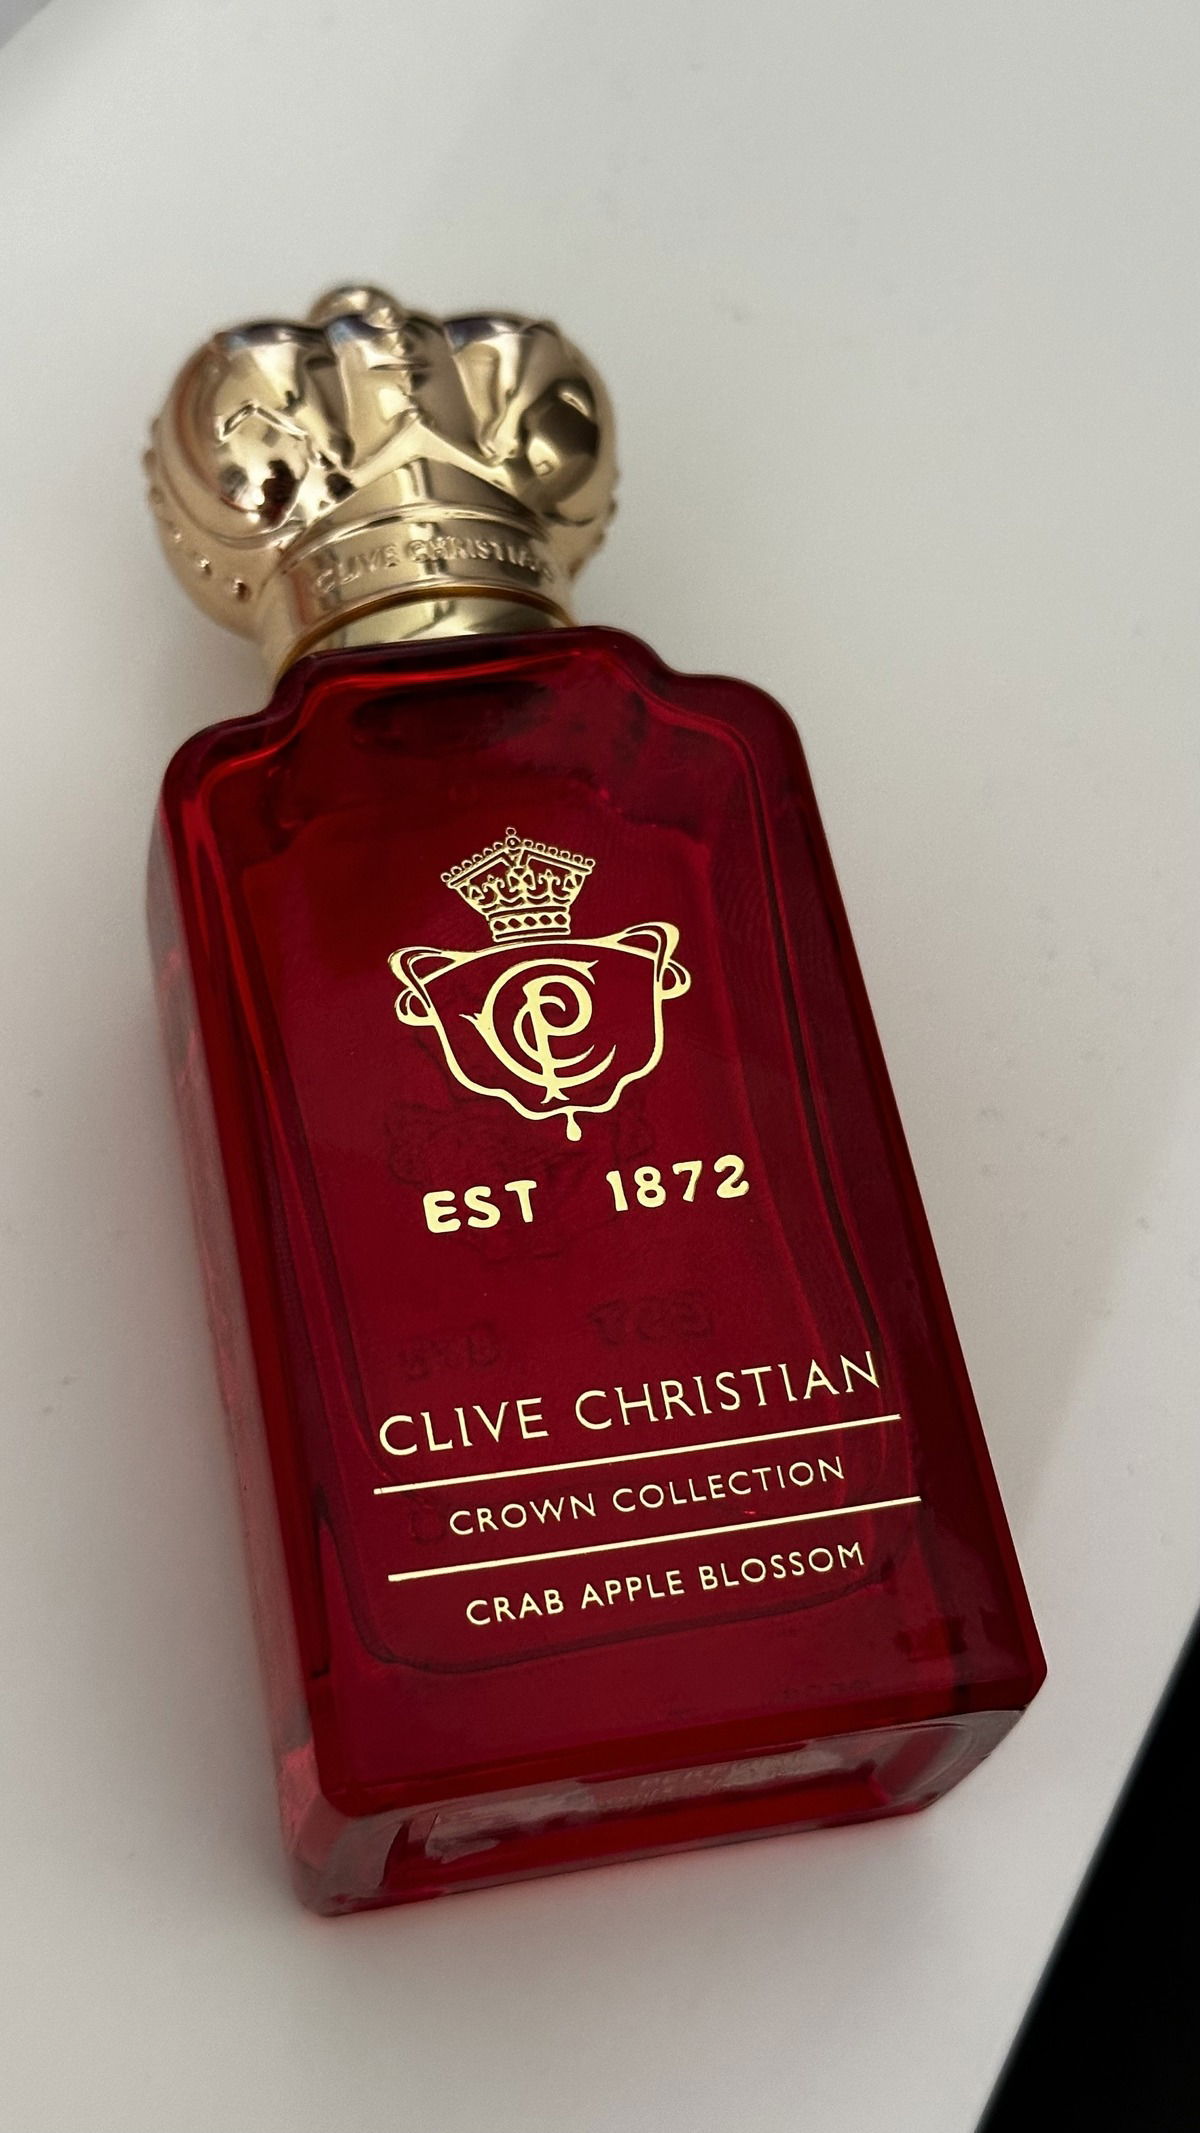 CLIVE CHRISTIAN
EST 1872
CLIVE CHRISTIAN
CROWN COLLECTION
CRAB APPLE BLOSSOM